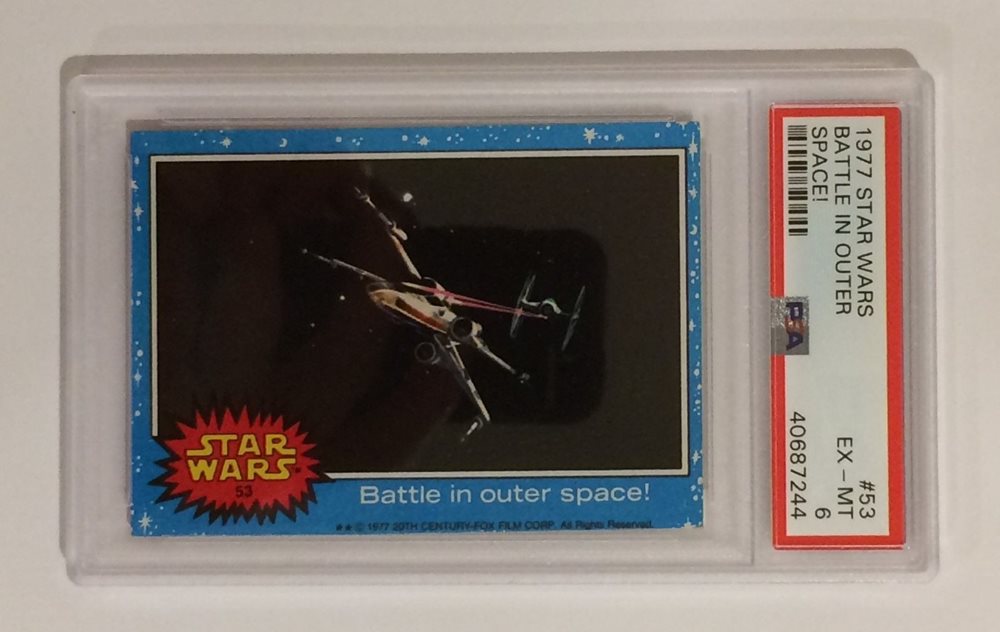 STAR
WARS
53
Battle in outer space!
★★ © 1977 20TH CENTURY-FOX FILM CORP. All Rights Reserved.
1977 STAR WARS #53
BATTLE IN OUTER EX – MT
SPACE! 6
40687244
PSA